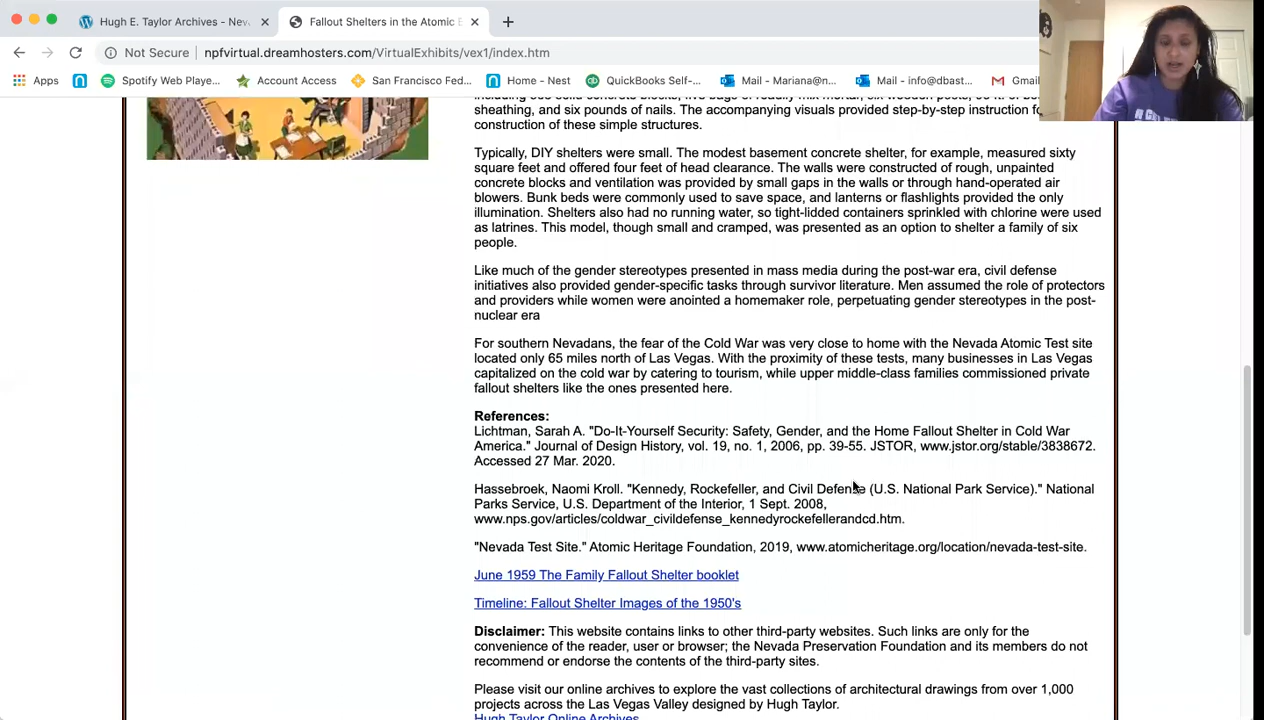 Hugh E. Taylor Archives - Nev
Fallout Shelters in the Atomic E
Not Secure
npfvirtual.dreamhosters.com/VirtualExhibits/vex1/index.htm
Apps
Spotify Web Playe...
Account Access
San Francisco Fed...
Home - Nest
QuickBooks Self-...
Mail - Mariana@n...
Mail - info@dbast...
Gmail
sheathing, and six pounds of nails. The accompanying visuals provided step-by-step instruction
construction of these simple structures.
Typically, DIY shelters were small. The modest basement concrete shelter, for example, measured sixty
square feet and offered four feet of head clearance. The walls were constructed of rough, unpainted
concrete blocks and ventilation was provided by small gaps in the walls or through hand-operated air
blowers. Bunk beds were commonly used to save space, and lanterns or flashlights provided the only
illumination. Shelters also had no running water, so tight-lidded containers sprinkled with chlorine were used
as latrines. This model, though small and cramped, was presented as an option to shelter a family of six
people.
Like much of the gender stereotypes presented in mass media during the post-war era, civil defense
initiatives also provided gender-specific tasks through survivor literature. Men assumed the role of protectors
and providers while women were anointed a homemaker role, perpetuating gender stereotypes in the post-
nuclear era
For southern Nevadans, the fear of the Cold War was very close to home with the Nevada Atomic Test site
located only 65 miles north of Las Vegas. With the proximity of these tests, many businesses in Las Vegas
capitalized on the cold war by catering to tourism, while upper middle-class families commissioned private
fallout shelters like the ones presented here.
References:
Lichtman, Sarah A. "Do-It-Yourself Security: Safety, Gender, and the Home Fallout Shelter in Cold War
America." Journal of Design History, vol. 19, no. 1, 2006, pp. 39-55. JSTOR, www.jstor.org/stable/3838672.
Accessed 27 Mar. 2020.
Hassebroek, Naomi Kroll. "Kennedy, Rockefeller, and Civil Defense (U.S. National Park Service)." National
Parks Service, U.S. Department of the Interior, 1 Sept. 2008,
www.nps.gov/articles/coldwar_civildefense_kennedyrockefellerandcd.htm.
"Nevada Test Site." Atomic Heritage Foundation, 2019, www.atomicheritage.org/location/nevada-test-site.
June 1959 The Family Fallout Shelter booklet
Timeline: Fallout Shelter Images of the 1950's
Disclaimer: This website contains links to other third-party websites. Such links are only for the
convenience of the reader, user or browser; the Nevada Preservation Foundation and its members do not
recommend or endorse the contents of the third-party sites.
Please visit our online archives to explore the vast collections of architectural drawings from over 1,000
projects across the Las Vegas Valley designed by Hugh Taylor.
Hugh Taylor Online Archives